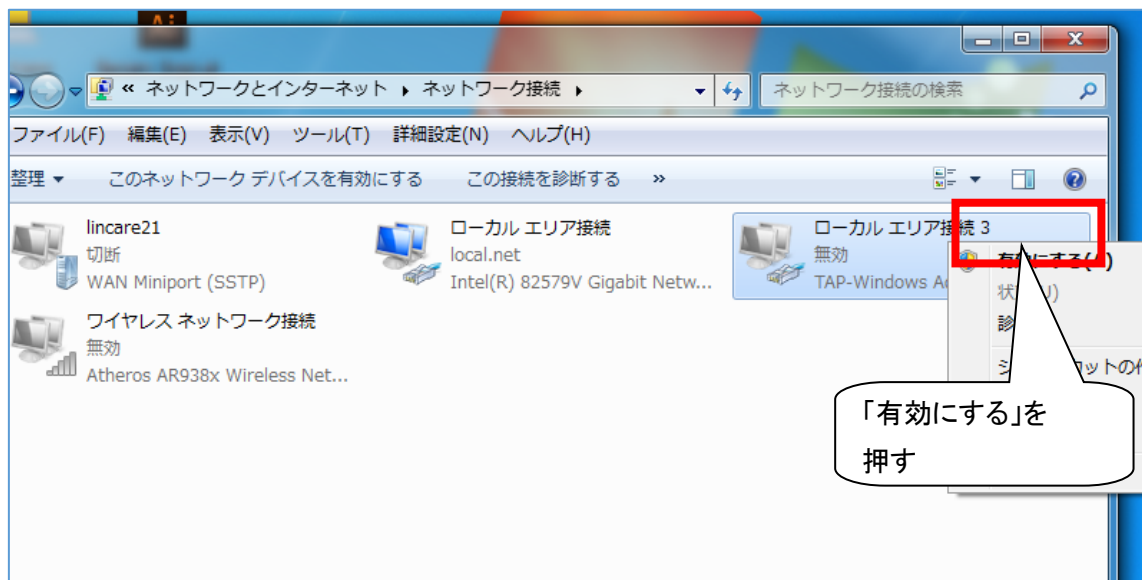 Ai
« ネットワークとインターネット ▸ ネットワーク接続 ▸
ネットワーク接続の検索
ファイル(F) 編集(E) 表示(V) ツール(T) 詳細設定(N) ヘルプ(H)
整理 ▼ このネットワーク デバイスを有効にする この接続を診断する »
lincare21
切断
WAN Miniport (SSTP)
ローカル エリア接続
local.net
Intel(R) 82579V Gigabit Netw...
ローカル エリア接続 3
無効
TAP-Windows
ワイヤレス ネットワーク接続
無効
Atheros AR938x Wireless Net...
有効にする(A)
「有効にする」を
押す